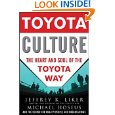 TOYOTA
CULTURE
THE HEART AND SOUL OF THE
TOYOTA
WAY
JEFFREY K. LIKER
MICHAEL HOSEUS